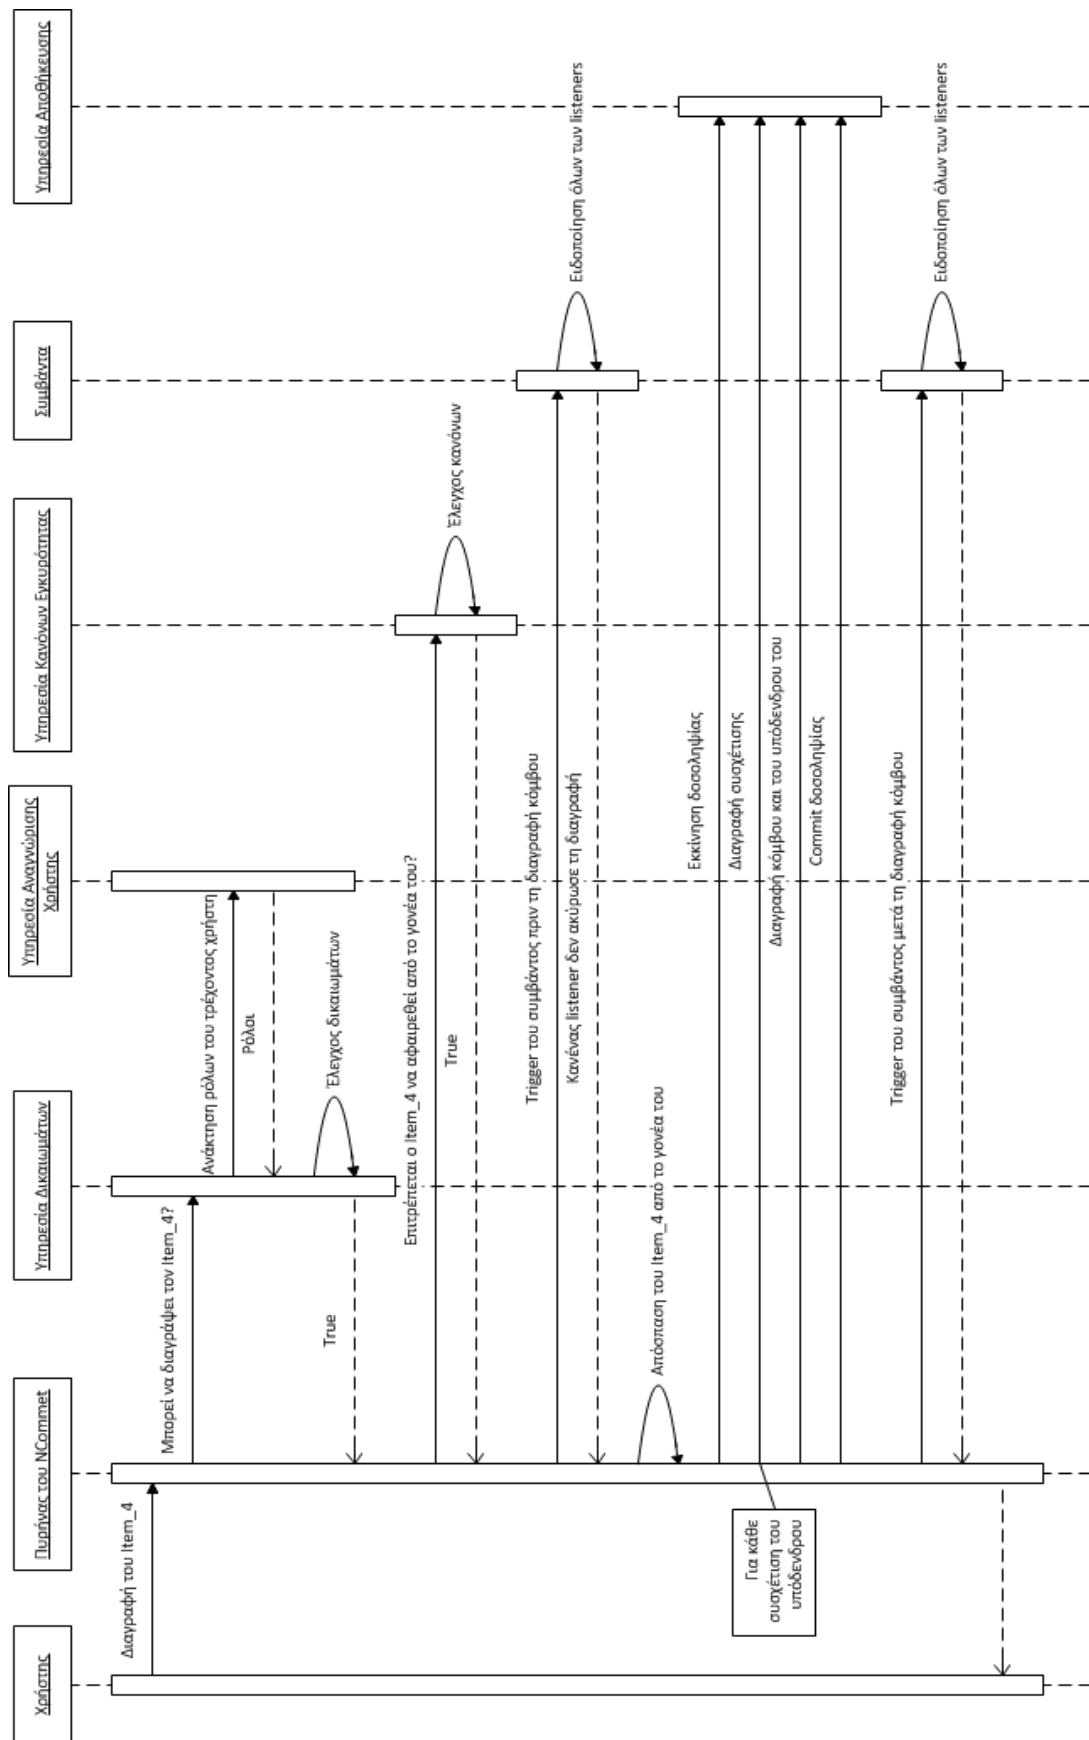 Χρήστης
Πυρήνας του NCommet
Υπηρεσία Δικαιωμάτων
Υπηρεσία Αναγνώρισης
Χρήστης
Υπηρεσία Κανόνων Εγκυρότητας
Συμβάντα
Υπηρεσία Αποθήκευσης
Διαγραφή του Item_4
Μπορεί να διαγράψει τον Item_4?
Ανάκτηση ρόλων του τρέχοντος χρήστη
Ρόλοι
Έλεγχος δικαιωμάτων
True
Επιτρέπεται ο Item_4 να αφαιρεθεί από το γονέα του?
Έλεγχος κανόνων
True
Trigger του συμβάντος πριν τη διαγραφή κόμβου
Ειδοποίηση όλων των listeners
Κανένας listener δεν ακύρωσε τη διαγραφή
Απόσπαση του Item_4 από το γονέα του
Εκκίνηση δοσοληψίας
Διαγραφή συσχέτισης
Για κάθε
συσχέτιση του
υπόδενδρου
Διαγραφή κόμβου και του υπόδενδρου του
Commit δοσοληψίας
Trigger του συμβάντος μετά τη διαγραφή κόμβου
Ειδοποίηση όλων των listeners